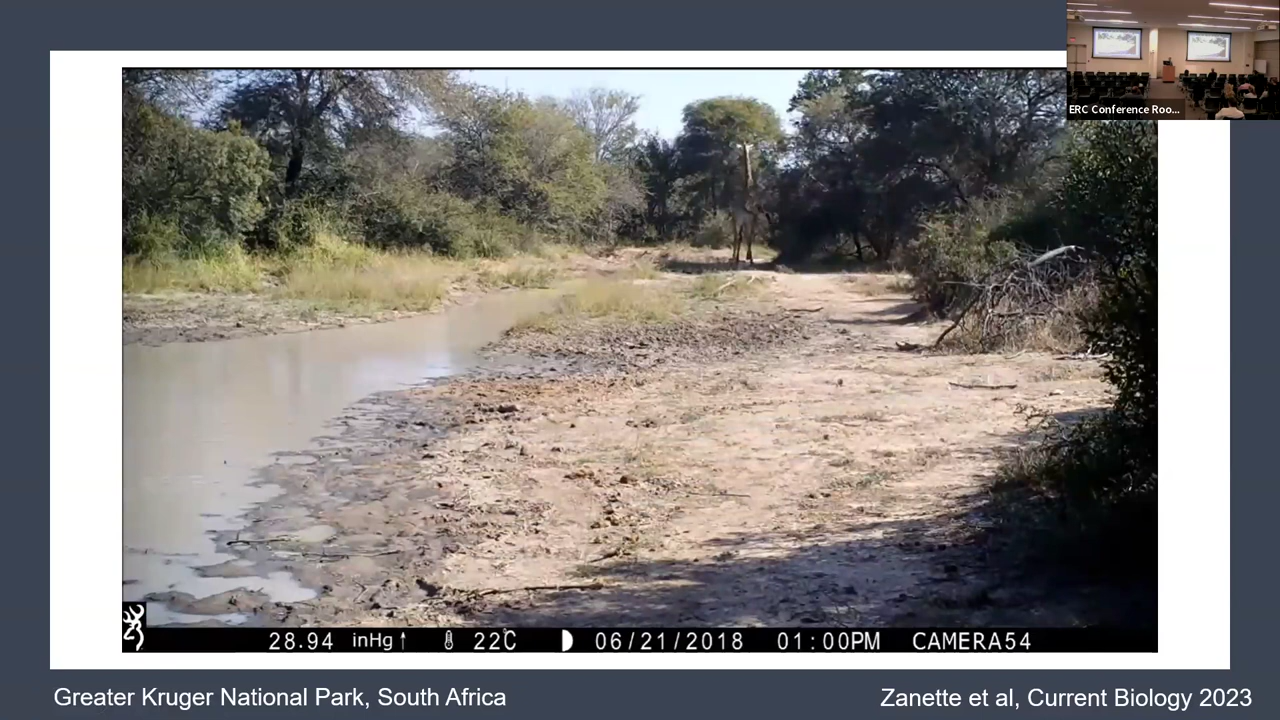 ERC Conference Roo...
28.94 inHg↑ 22°C 06/21/2018 01:00PM CAMERA54
Greater Kruger National Park, South Africa
Zanette et al, Current Biology 2023